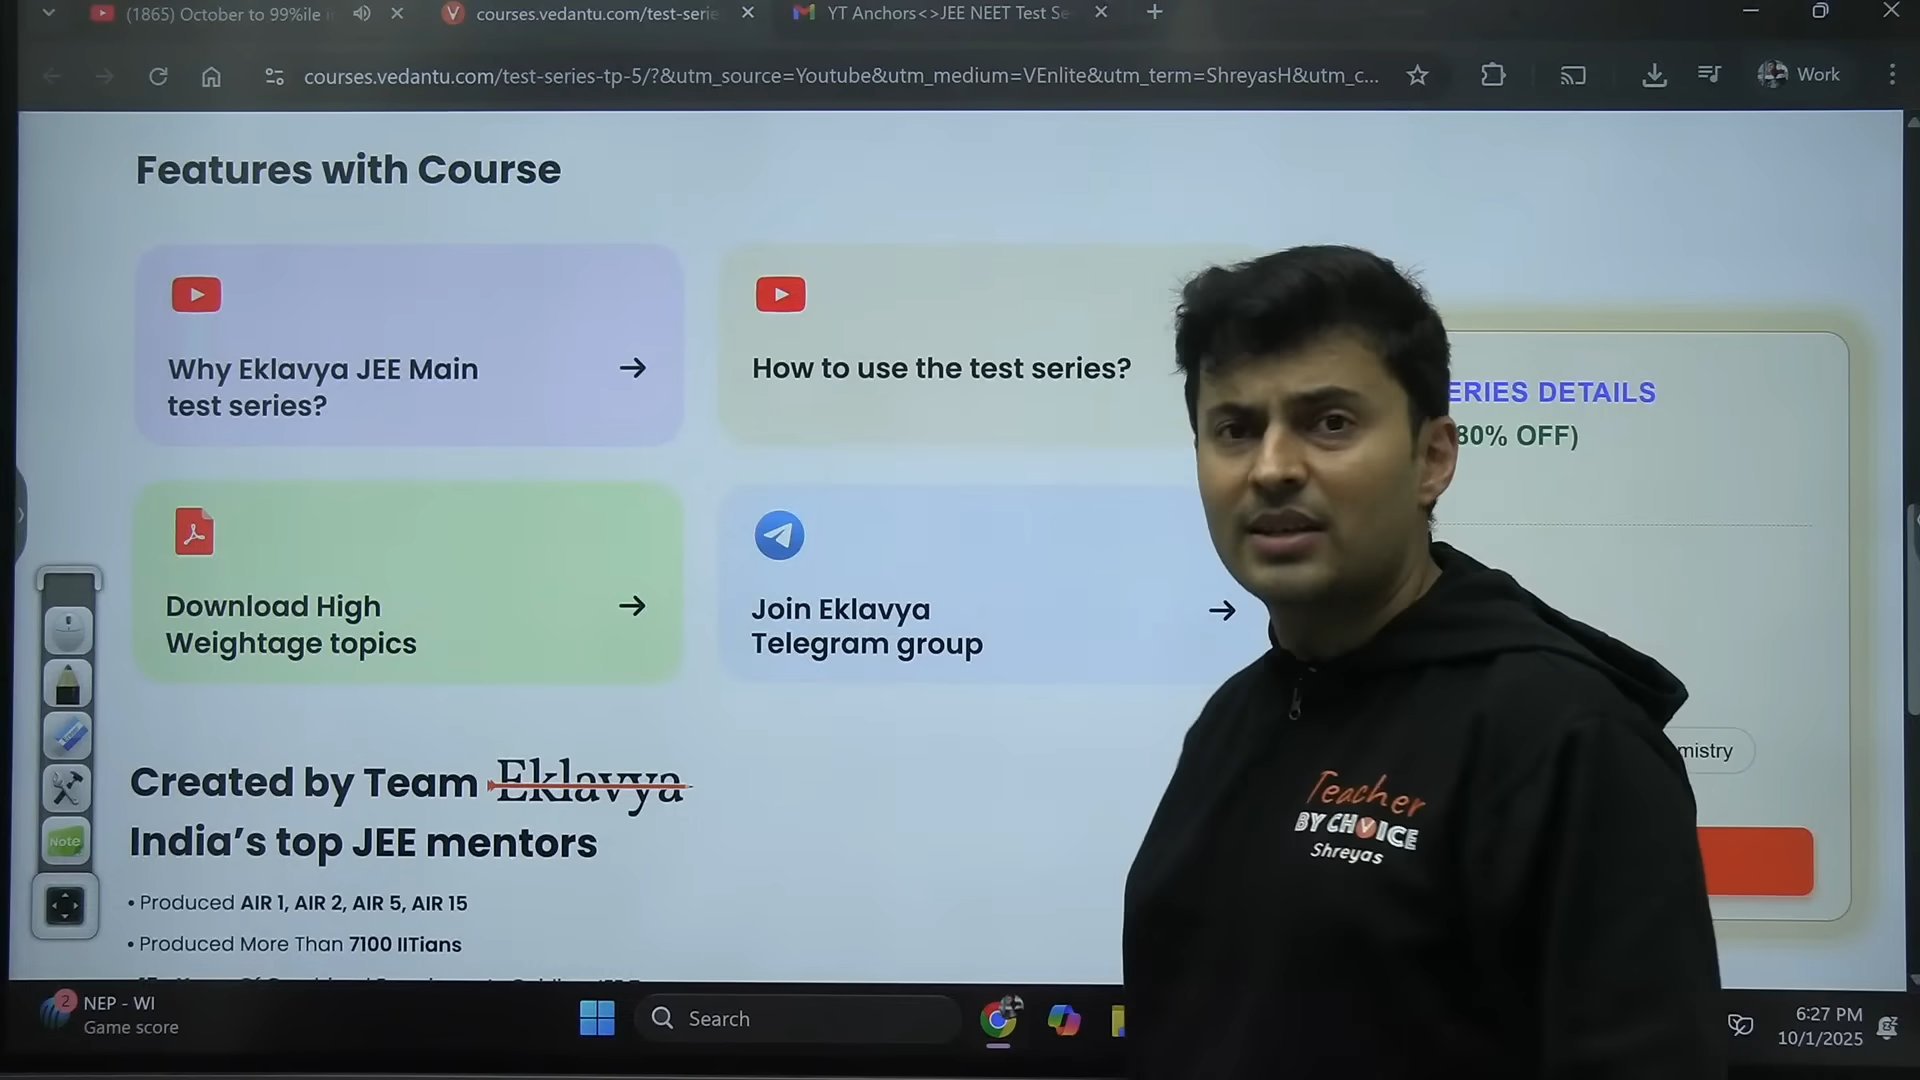 (1865) October to 99%ile i
courses.vedantu.com/test-serie
YT Anchors<>JEE NEET Test Se
courses.vedantu.com/test-series-tp-5/?&utm_source=Youtube&utm_medium=VEnlite&utm_term=ShreyasH&utm_c...
Work
Features with Course
Why Eklavya JEE Main
test series?
How to use the test series?
ERIES DETAILS
80% OFF)
Download High
Weightage topics
Join Eklavya
Telegram group
mistry
Note
Created by Team Eklavya
India's top JEE mentors
• Produced AIR 1, AIR 2, AIR 5, AIR 15
• Produced More Than 7100 IITians
Teacher
BY CHOICE
Shreyas
2
NEP - WI
Game score
Search
6:27 PM
10/1/2025